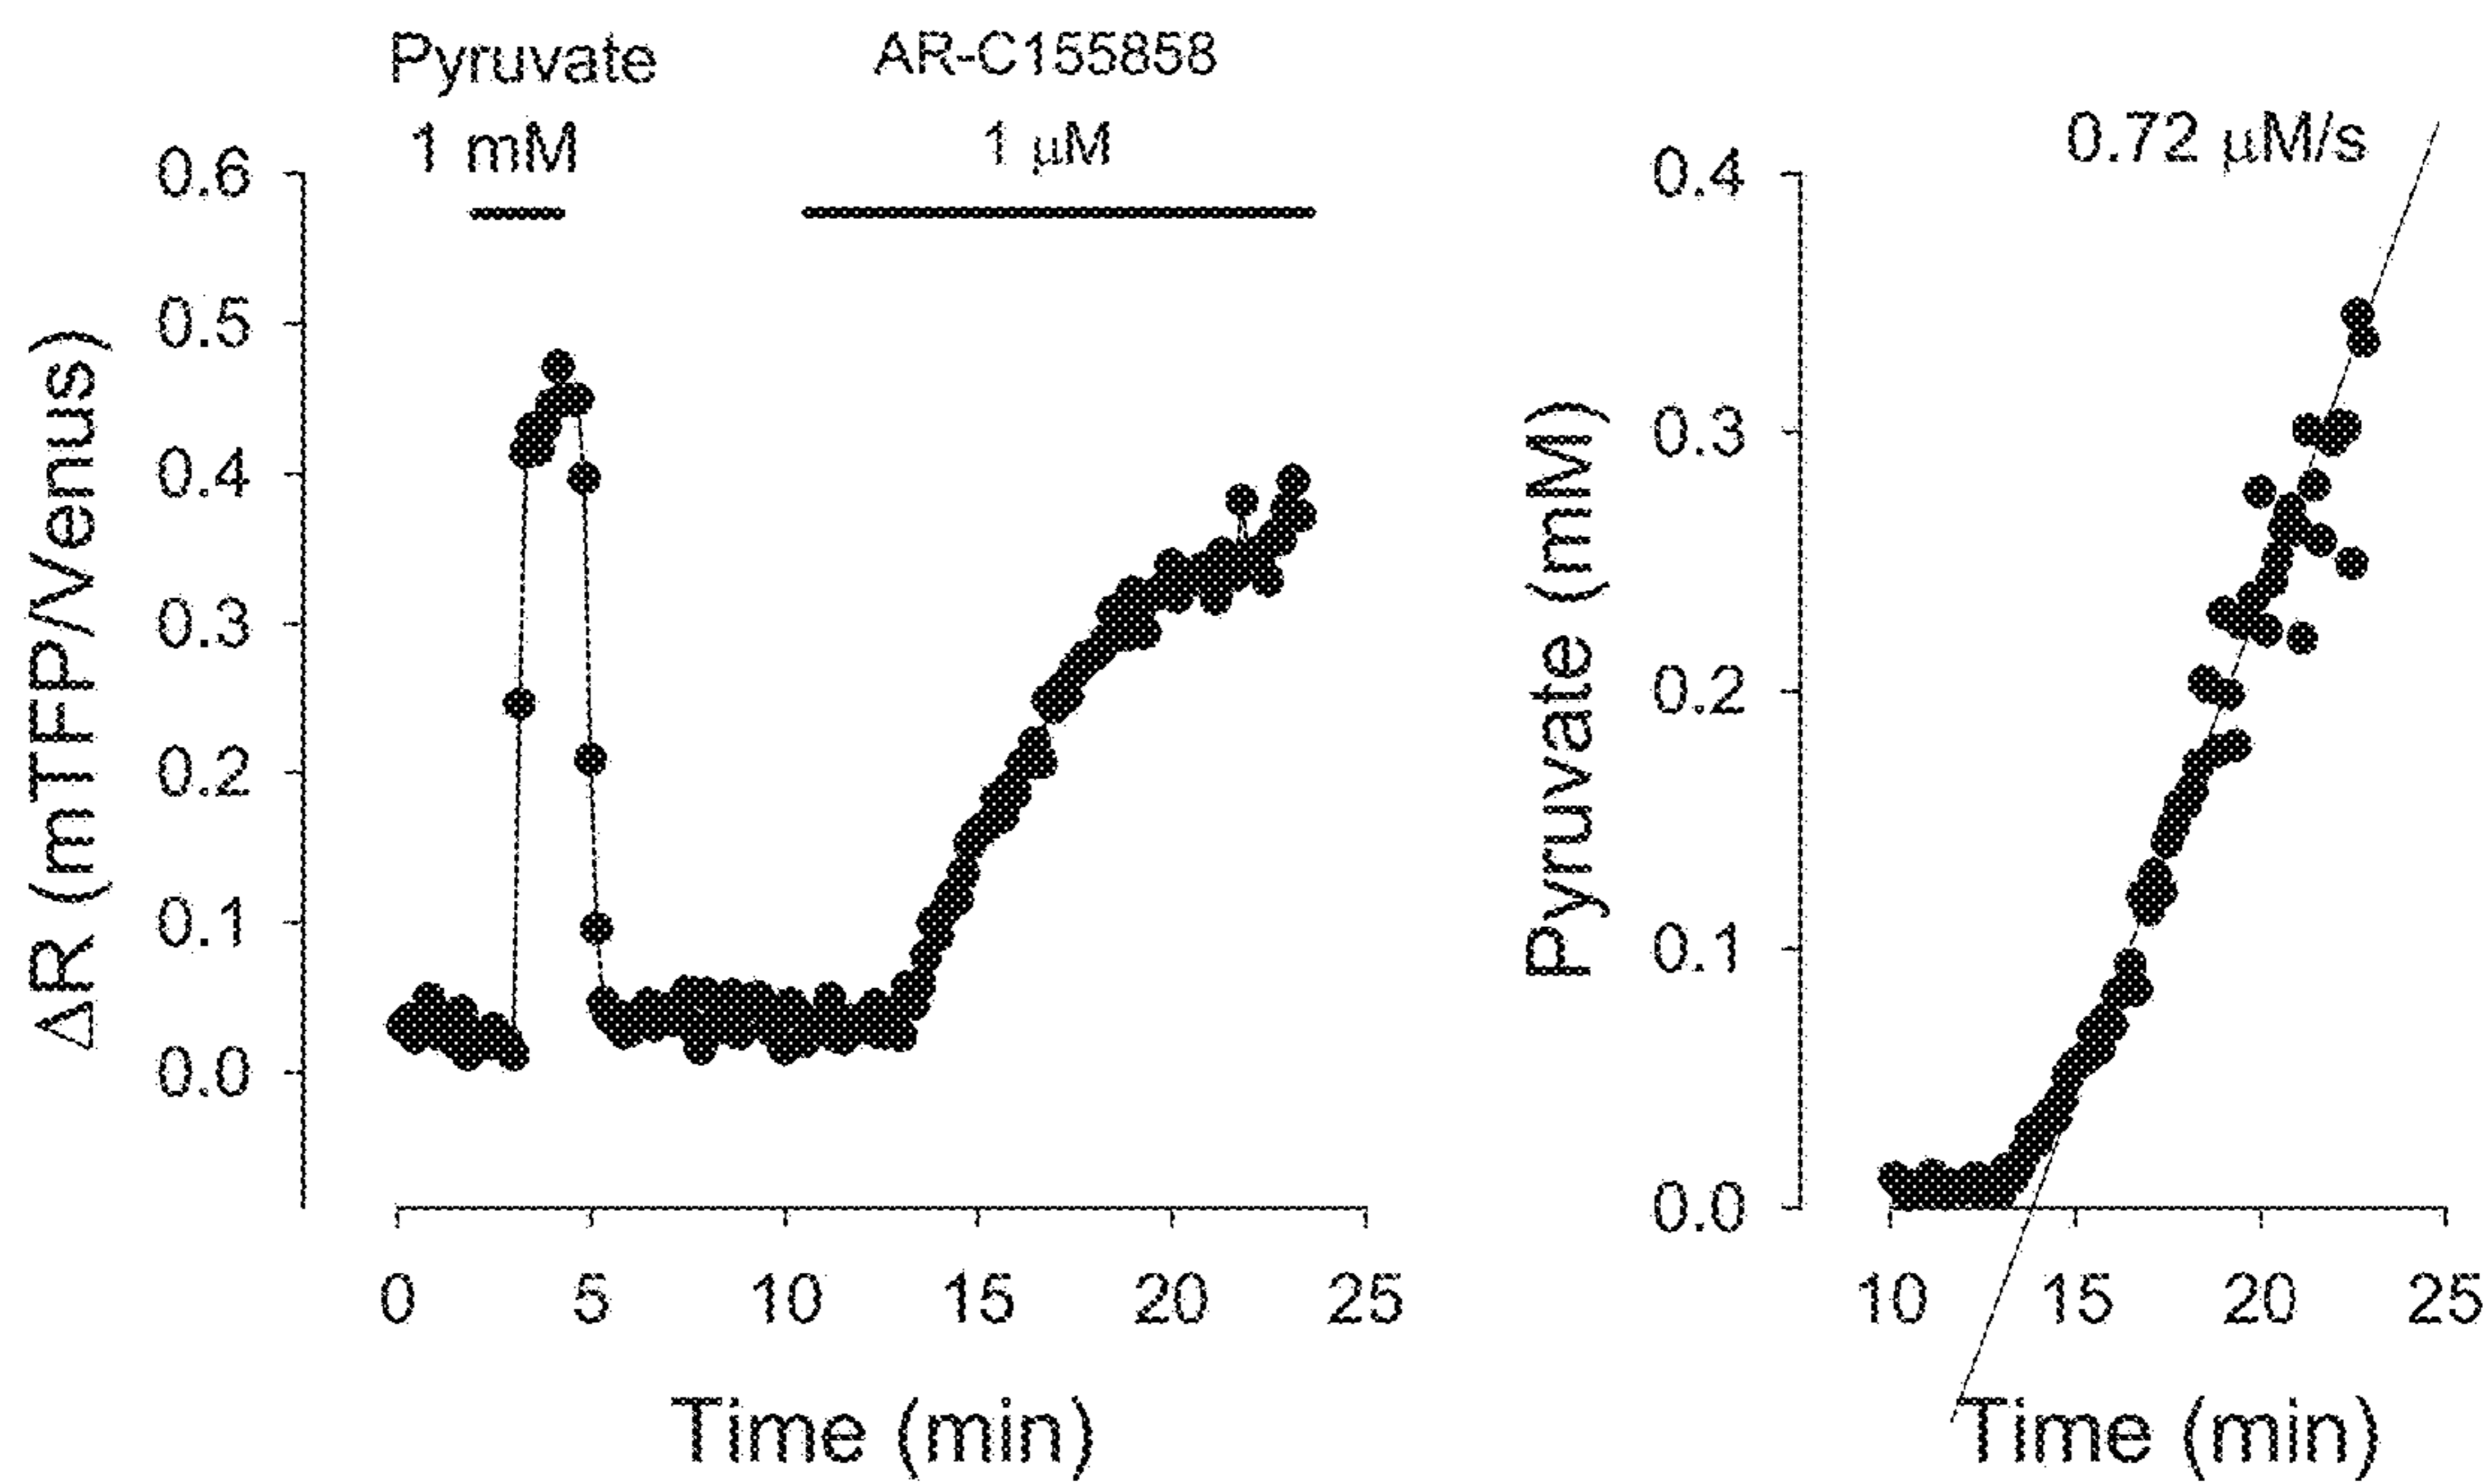 Pyruvate
1 mM
AR-C155858
1 µM
0.6
0.5
0.4
0.3
0.2
0.1
0.0
ΔR (mTFP/Venus)
0
5
10
15
20
25
Time (min)
0.72 µM/s
0.4
0.3
0.2
0.1
0.0
Pyruvate (mM)
10
15
20
25
Time (min)